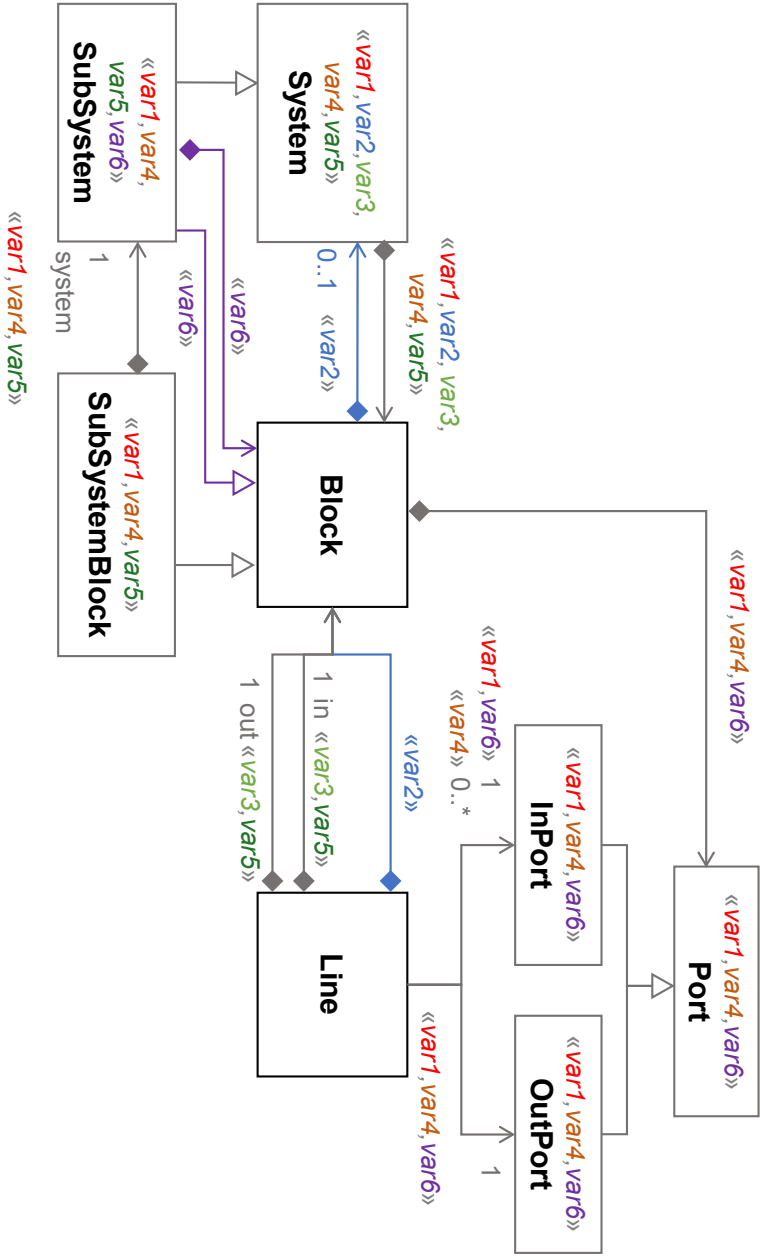 «var1,var4,var6»
«var1,var4,var6»
Port
«var1,var4,var6»
InPort
«var1,var4,var6»
OutPort
«var1,var6» 1
«var4» 0..*
1
«var1,var4,var6»
«var1,var2, var3,
var4,var5»
«var2»
«var1,var2,var3,
var4,var5»
System
Block
Line
0..1 «var2»
1 in «var3,var5»
1 out «var3,var5»
«var6»
«var6»
«var1,var4,
var5,var6»
SubSystem
«var1,var4,var5»
SubSystemBlock
1
system
«var1,var4,var5»